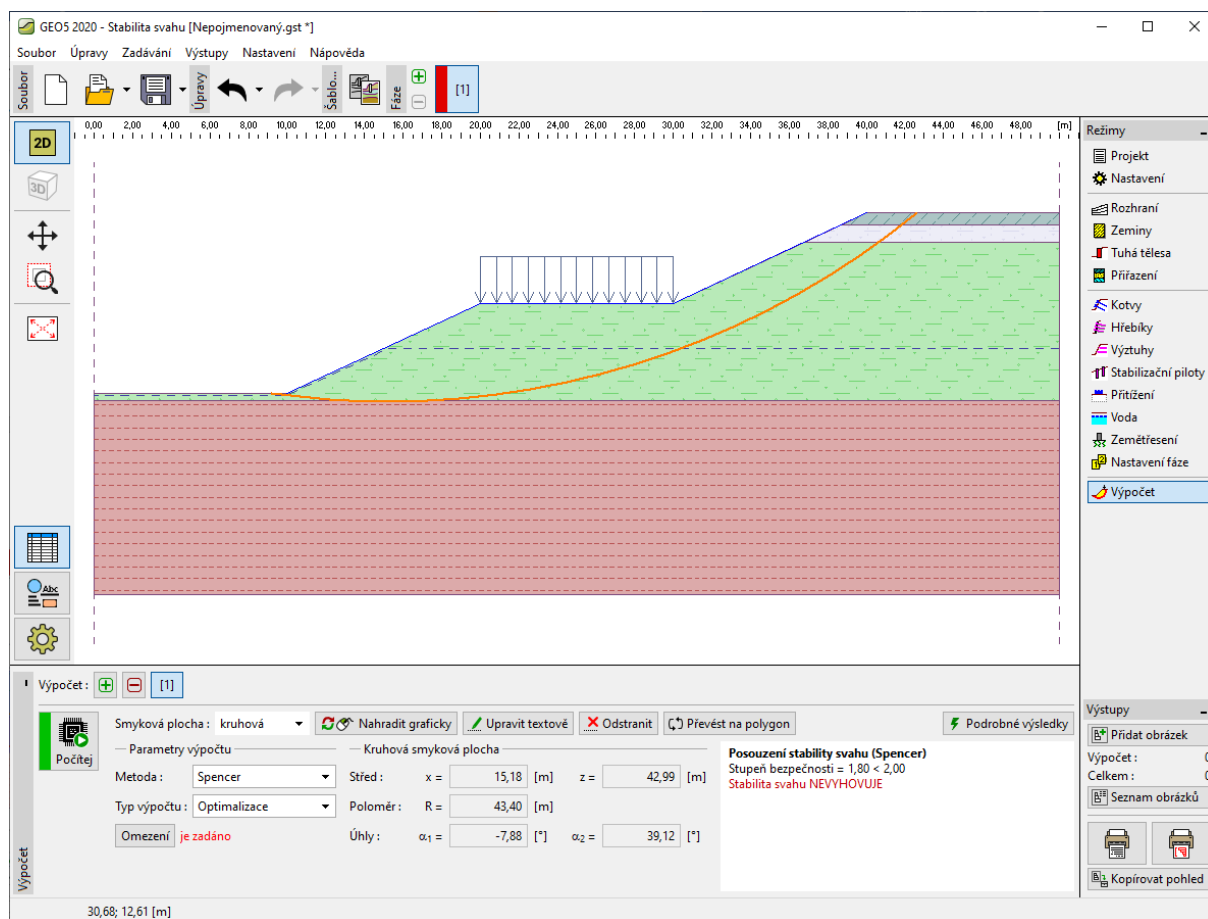 GEO5 2020 - Stabilita svahu [Nepojmenovaný.gst *]
Soubor Úpravy Zadávání Výstupy Nastavení Nápověda
Soubor
Úpravy
Šablo...
Fáze
[1]
2D
3D
0,00 2,00 4,00 6,00 8,00 10,00 12,00 14,00 16,00 18,00 20,00 22,00 24,00 26,00 28,00 30,00 32,00 34,00 36,00 38,00 40,00 42,00 44,00 46,00 48,00 [m]
Režimy
Projekt
Nastavení
Rozhraní
Zeminy
Tuhá tělesa
Přiřazení
Kotvy
Hřebíky
Výztuhy
Stabilizační piloty
Přitížení
Voda
Zemětřesení
Nastavení fáze
Výpočet
Abc
Výpočet : [1]
Počítej
Smyková plocha : kruhová Nahradit graficky Upravit textově Odstranit Převést na polygon Podrobné výsledky
Parametry výpočtu
Metoda : Spencer
Typ výpočtu : Optimalizace
Omezení je zadáno
Kruhová smyková plocha
Střed : x = 15,18 [m] z = 42,99 [m]
Poloměr : R = 43,40 [m]
Úhly : α1 = -7,88 [°] α2 = 39,12 [°]
Posouzení stability svahu (Spencer)
Stupeň bezpečnosti = 1,80 < 2,00
Stabilita svahu NEVYHOVUJE
Výpočet
Výstupy
Přidat obrázek
Výpočet : 0
Celkem : 0
Seznam obrázků
Kopírovat pohled
30,68; 12,61 [m]